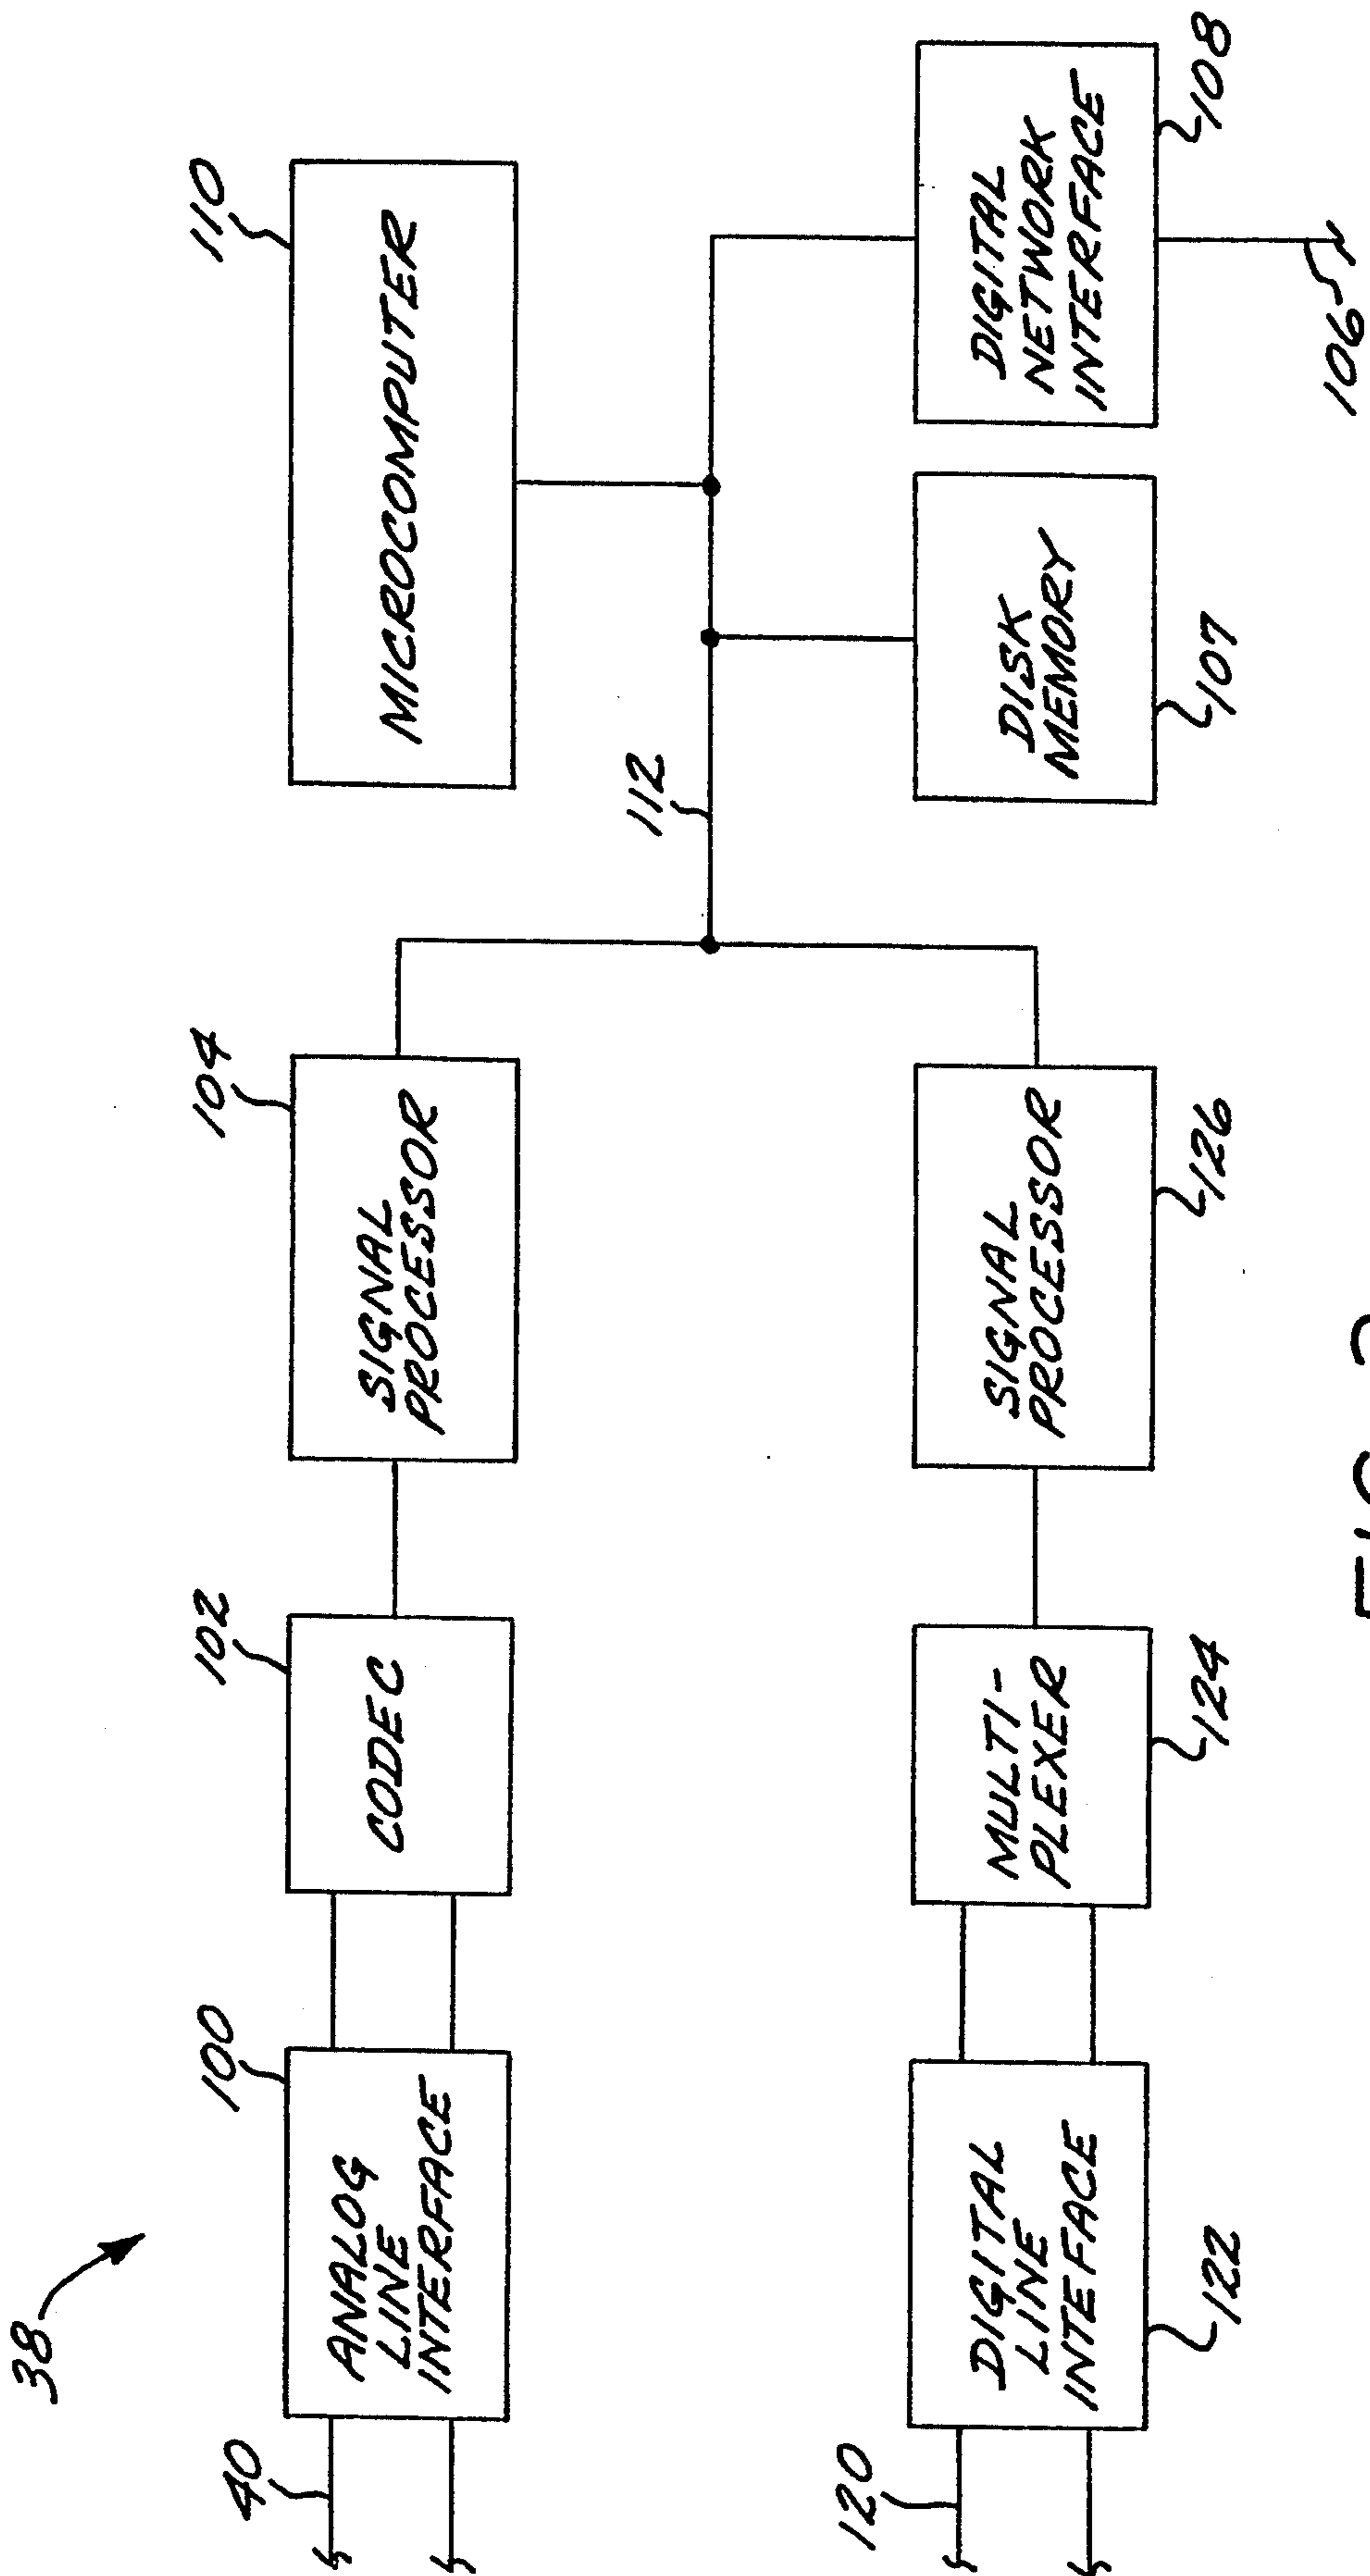 38
40
100
ANALOG
LINE
INTERFACE
102
CODEC
104
SIGNAL
PROCESSOR
110
MICROCOMPUTER
112
120
DIGITAL
LINE
INTEFACE
122
MULTI-
PLEXER
124
SIGNAL
PROCESSOR
126
DISK
MEMORY
107
DIGITAL
NETWORK
INTERFACE
108
106
FIG